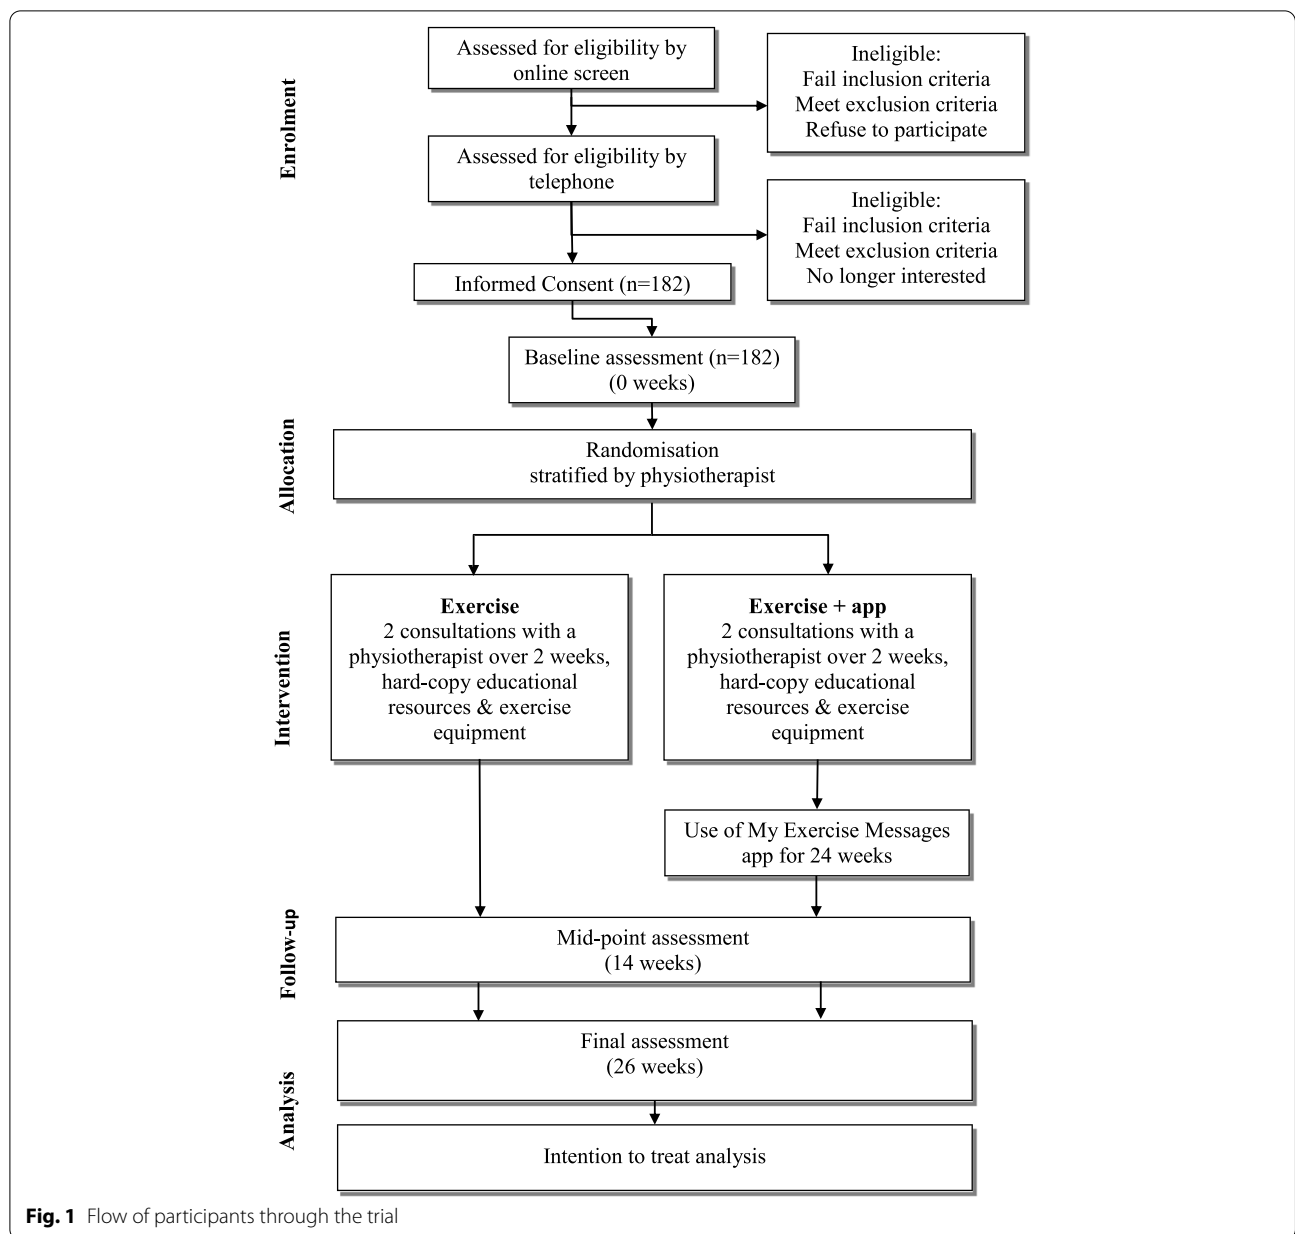 Enrolment
Assessed for eligibility by
online screen
Ineligible:
Fail inclusion criteria
Meet exclusion criteria
Refuse to participate
Assessed for eligibility by
telephone
Ineligible:
Fail inclusion criteria
Meet exclusion criteria
No longer interested
Informed Consent (n=182)
Baseline assessment (n=182)
(0 weeks)
Allocation
Randomisation
stratified by physiotherapist
Intervention
Exercise
2 consultations with a
physiotherapist over 2 weeks,
hard-copy educational
resources & exercise
equipment
Exercise + app
2 consultations with a
physiotherapist over 2 weeks,
hard-copy educational
resources & exercise
equipment
Use of My Exercise Messages
app for 24 weeks
Follow-up
Mid-point assessment
(14 weeks)
Final assessment
(26 weeks)
Analysis
Intention to treat analysis
Fig. 1 Flow of participants through the trial